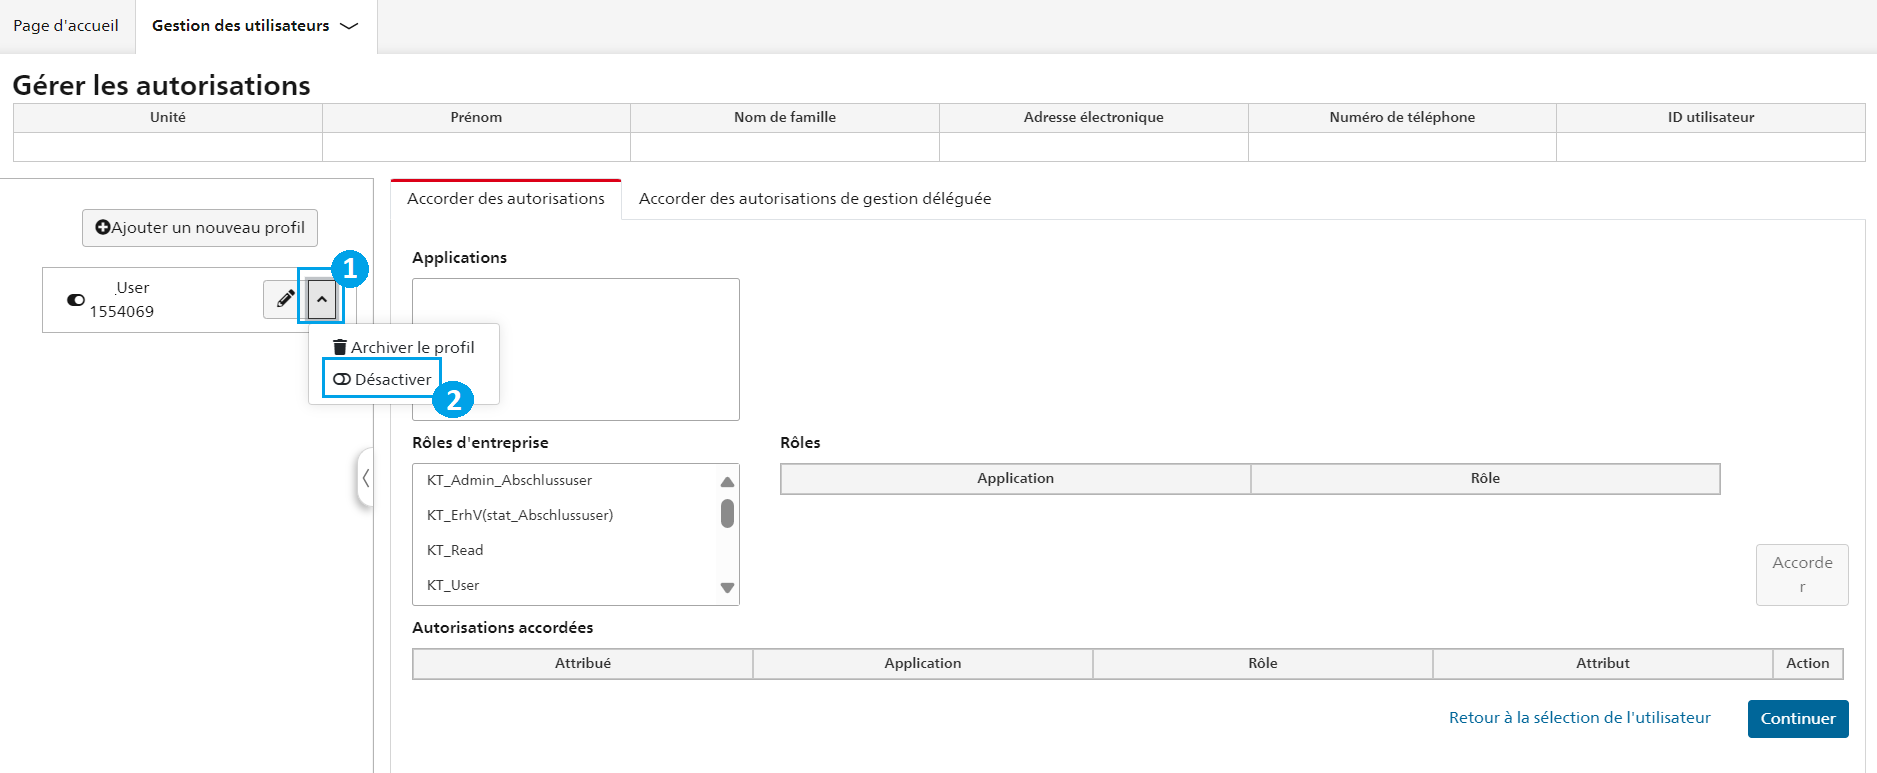 Page d'accueil
Gestion des utilisateurs
Gérer les autorisations
Unité Prénom Nom de famille Adresse électronique Numéro de téléphone ID utilisateur
Ajouter un nouveau profil
_User
1554069
1
Archiver le profil
Désactiver
2
Accorder des autorisations
Accorder des autorisations de gestion déléguée
Applications
Rôles d'entreprise
KT_Admin_Abschlussuser
KT_ErhV(stat_Abschlussuser)
KT_Read
KT_User
Rôles
Application Rôle
Accorde
r
Autorisations accordées
Attribué Application Rôle Attribut Action
Retour à la sélection de l'utilisateur
Continuer